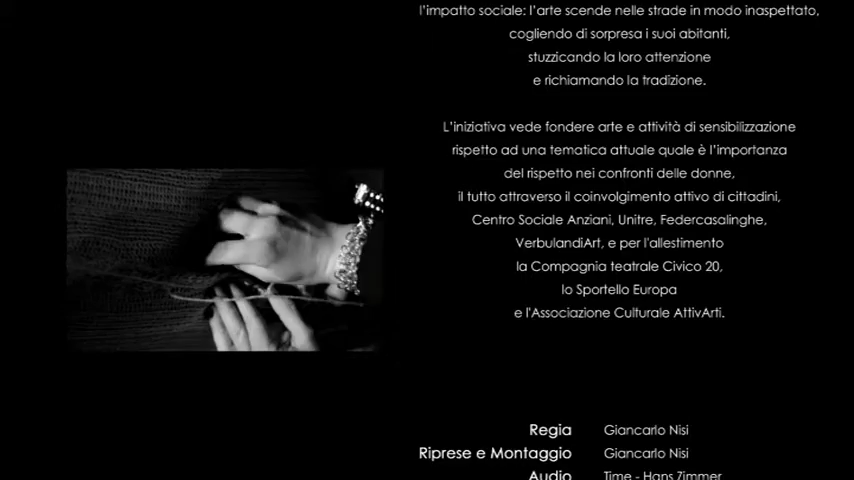 l'impatto sociale: l'arte scende nelle strade in modo inaspettato,
cogliendo di sorpresa i suoi abitanti,
stuzzicando la loro attenzione
e richiamando la tradizione.
L'iniziativa vede fondere arte e attività di sensibilizzazione
rispetto ad una tematica attuale quale è l'importanza
del rispetto nei confronti delle donne,
il tutto attraverso il coinvolgimento attivo di cittadini,
Centro Sociale Anziani, Unitre, Federcasalinghe,
VerbulandiArt, e per l'allestimento
la Compagnia teatrale Civico 20,
lo Sportello Europa
e l'Associazione Culturale AttivArti.
Regia Giancarlo Nisi
Riprese e Montaggio Giancarlo Nisi
Audio Time - Hans Zimmer